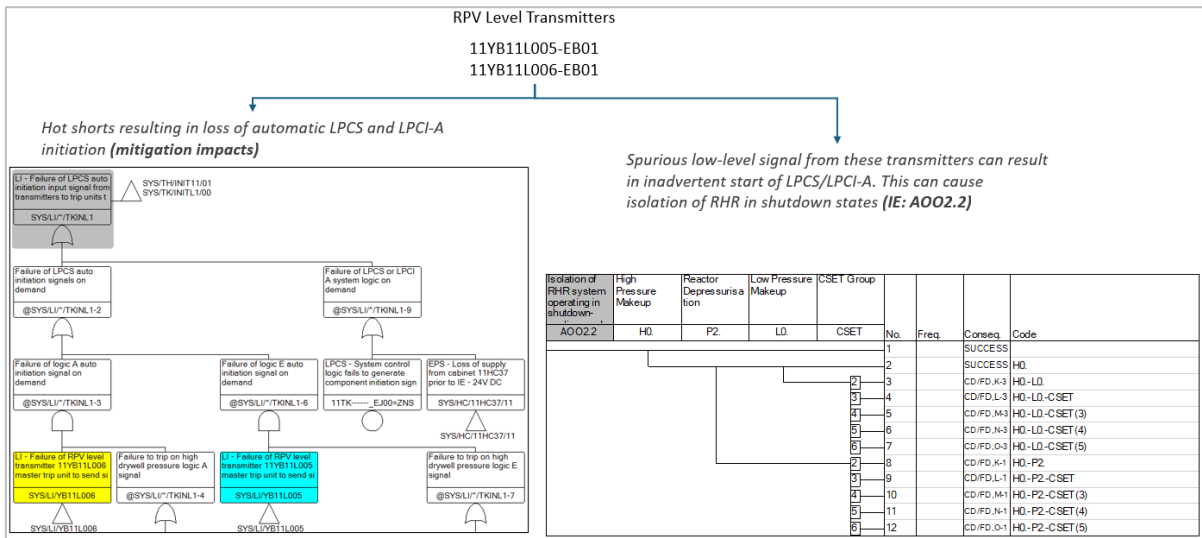 RPV Level Transmitters
11YB11L005-EB01
11YB11L006-EB01
Hot shorts resulting in loss of automatic LPCS and LPCI-A
initiation (mitigation impacts)
Spurious low-level signal from these transmitters can result
in inadvertent start of LPCS/LPCI-A. This can cause
isolation of RHR in shutdown states (IE: AOO2.2)
LI - Failure of LPCS auto
initiation input signal from
transmitters to trip units t
SYS/LI/^/TKINL1
SYS/TH/INIT11/01
SYS/TK/INITL1/00
Failure of LPCS auto
initiation signals on
demand
@SYS/LI/^/TKINL1-2
Failure of LPCS or LPCI
A system logic on
demand
@SYS/LI/^/TKINL1-9
Failure of logic A auto
initiation signal on
demand
@SYS/LI/^/TKINL1-3
Failure of logic E auto
initiation signal on
demand
@SYS/LI/^/TKINL1-6
LPCS - System control
logic fails to generate
component initiation sign
11TK------_EJ00=ZNS
EPS - Loss of supply
from cabinet 11HC37
prior to IE - 24V DC
SYS/HC/11HC37/11
SYS/HC/11HC37/11
LI - Failure of RPV level
transmitter 11YB11L006
master trip unit to send si
SYS/LI/YB11L006
SYS/LI/YB11L006
Failure to trip on high
drywell pressure logic A
signal
@SYS/LI/^/TKINL1-4
LI - Failure of RPV level
transmitter 11YB11L005
master trip unit to send si
SYS/LI/YB11L005
SYS/LI/YB11L005
Failure to trip on high
drywell pressure logic E
signal
@SYS/LI/^/TKINL1-7
Isolation of
RHR system
operating in
shutdown-
High
Pressure
Makeup
Reactor
Depressurisa
tion
Low Pressure
Makeup
CSET Group
AOO2.2 H0. P2. L0. CSET No. Freq. Conseq. Code
1 SUCCESS
2 SUCCESS H0.
2 3 CD/FD,K-3 H0.-L0.
3 4 CD/FD,L-3 H0.-L0.-CSET
4 5 CD/FD,M-3 H0.-L0.-CSET(3)
5 6 CD/FD,N-3 H0.-L0.-CSET(4)
6 7 CD/FD,O-3 H0.-L0.-CSET(5)
2 8 CD/FD,K-1 H0.-P2.
3 9 CD/FD,L-1 H0.-P2.-CSET
4 10 CD/FD,M-1 H0.-P2.-CSET(3)
5 11 CD/FD,N-1 H0.-P2.-CSET(4)
6 12 CD/FD,O-1 H0.-P2.-CSET(5)